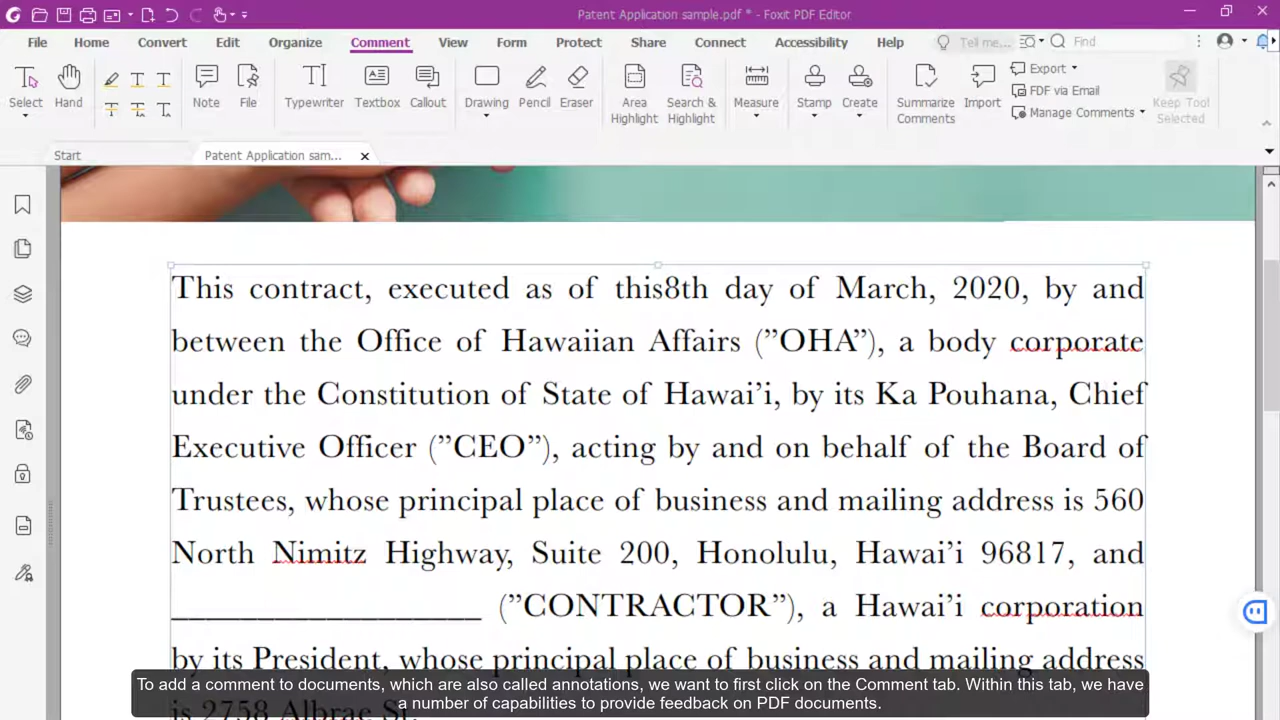 Patent Application sample.pdf * - Foxit PDF Editor
File Home Convert Edit Organize Comment View Form Protect Share Connect Accessibility Help Tell me... Find
Select
Hand
Note
File
Typewriter
Textbox
Callout
Drawing
Pencil
Eraser
Area
Highlight
Search &
Highlight
Measure
Stamp
Create
Summarize
Comments
Import
Export
FDF via Email
Manage Comments
Keep Tool
Selected
Start
Patent Application sam...
This contract, executed as of this8th day of March, 2020, by and
between the Office of Hawaiian Affairs (”OHA”), a body corporate
under the Constitution of State of Hawai’i, by its Ka Pouhana, Chief
Executive Officer (”CEO”), acting by and on behalf of the Board of
Trustees, whose principal place of business and mailing address is 560
North Nimitz Highway, Suite 200, Honolulu, Hawai’i 96817, and
__________________ (”CONTRACTOR”), a Hawai’i corporation
by its President, whose principal place of business and mailing address
is 2758 Albrae St.
To add a comment to documents, which are also called annotations, we want to first click on the Comment tab. Within this tab, we have
a number of capabilities to provide feedback on PDF documents.